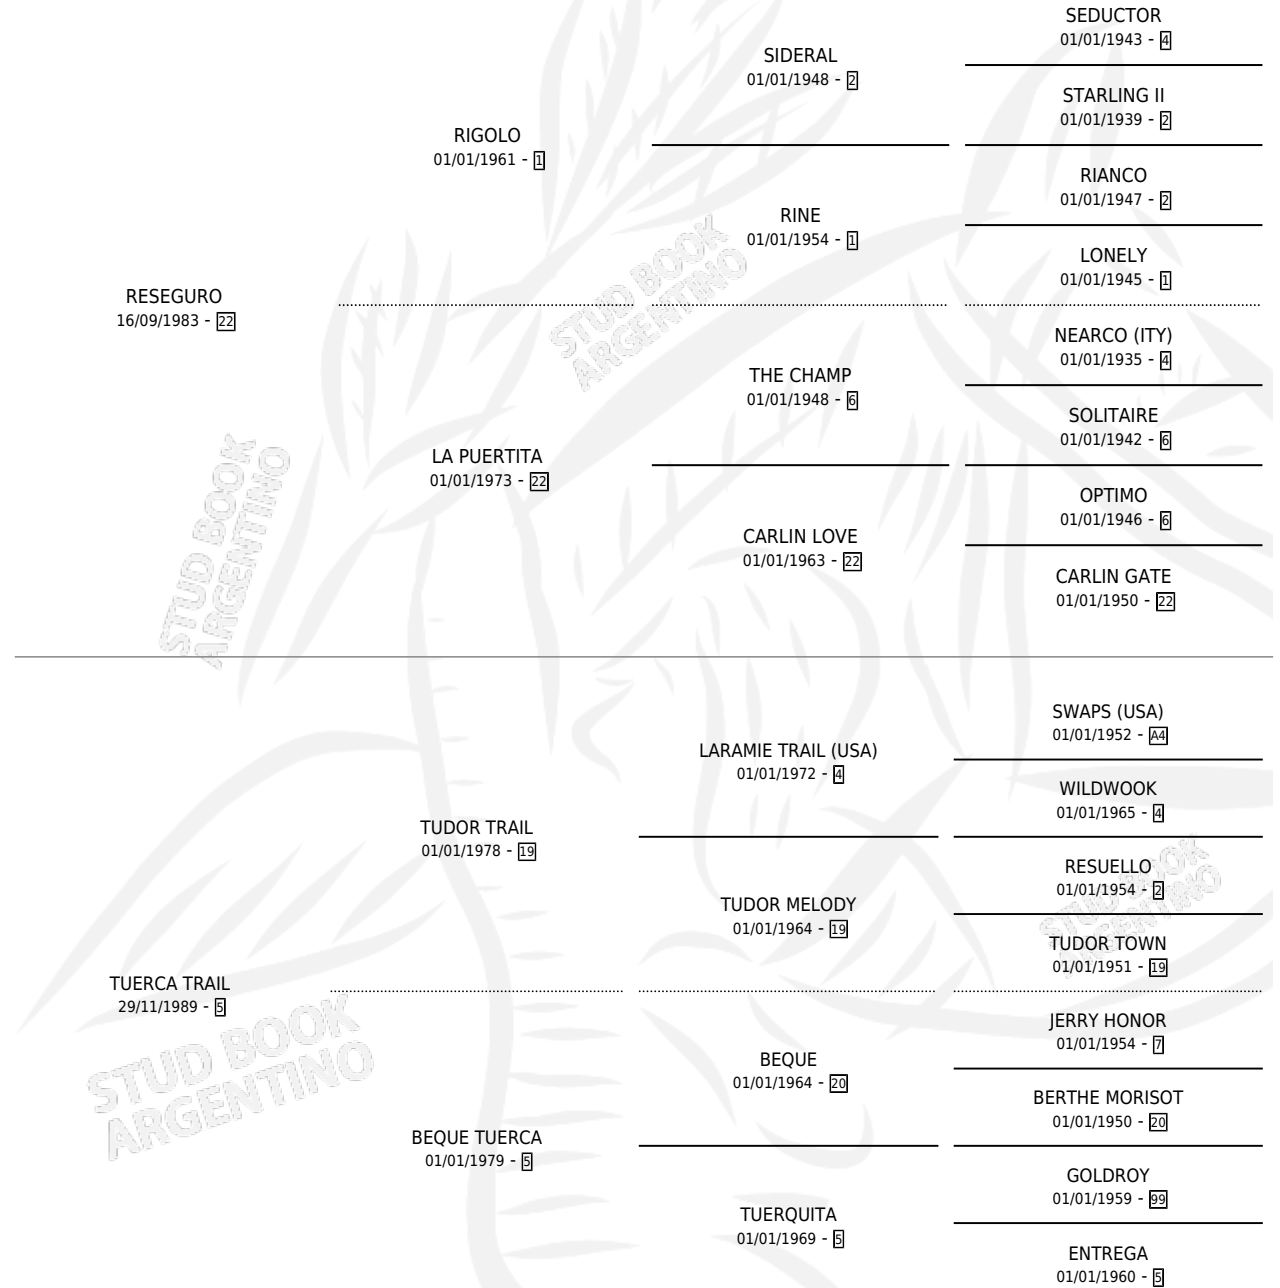 SEDUCTOR
01/01/1943 - 4
SIDERAL
01/01/1948 - 2
STARLING II
01/01/1939 - 2
RIGOLO
01/01/1961 - 1
RIANCO
01/01/1947 - 2
RINE
01/01/1954 - 1
LONELY
01/01/1945 - 1
RESEGURO
16/09/1983 - 22
STUD BOOK
ARGENTINO
NEARCO (ITY)
01/01/1935 - 4
THE CHAMP
01/01/1948 - 6
SOLITAIRE
01/01/1942 - 6
LA PUERTITA
01/01/1973 - 22
OPTIMO
01/01/1946 - 6
CARLIN LOVE
01/01/1963 - 22
CARLIN GATE
01/01/1950 - 22
STUD BOOK
ARGENTINO
SWAPS (USA)
01/01/1952 - A4
LARAMIE TRAIL (USA)
01/01/1972 - 4
WILDWOOK
01/01/1965 - 4
TUDOR TRAIL
01/01/1978 - 19
RESUELLO
01/01/1954 - 2
TUDOR MELODY
01/01/1964 - 19
STUD BOOK
ARGENTINO
TUDOR TOWN
01/01/1951 - 19
TUERCA TRAIL
29/11/1989 - 5
JERRY HONOR
01/01/1954 - 7
STUD BOOK
ARGENTINO
BEQUE
01/01/1964 - 20
BERTHE MORISOT
01/01/1950 - 20
BEQUE TUERCA
01/01/1979 - 5
GOLDROY
01/01/1959 - 99
TUERQUITA
01/01/1969 - 5
ENTREGA
01/01/1960 - 5